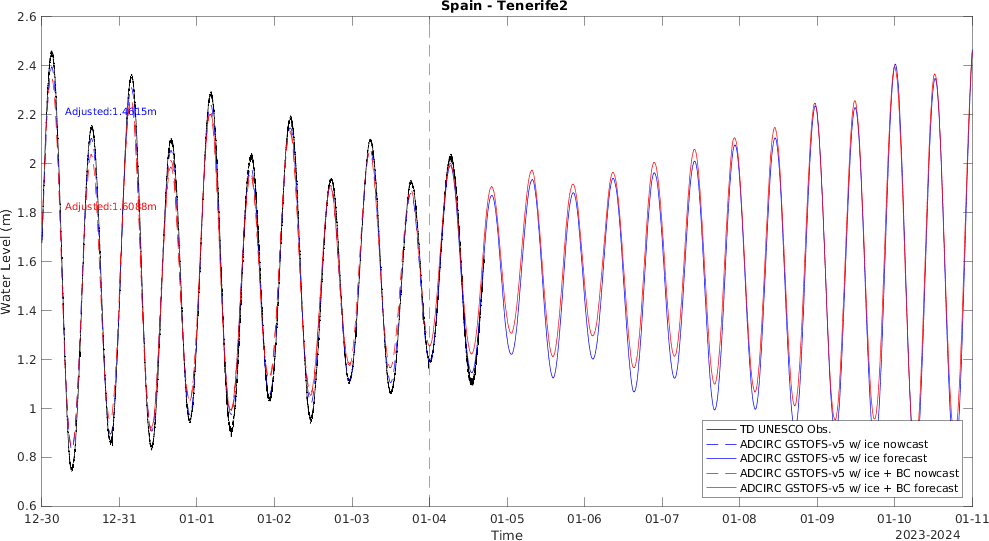 Spain - Tenerife2
2.6
2.4
2.2
2
1.8
1.6
1.4
1.2
1
0.8
0.6
Water Level (m)
Adjusted:1.4615m
Adjusted:1.6088m
TD UNESCO Obs.
ADCIRC GSTOFS-v5 w/ ice nowcast
ADCIRC GSTOFS-v5 w/ ice forecast
ADCIRC GSTOFS-v5 w/ ice + BC nowcast
ADCIRC GSTOFS-v5 w/ ice + BC forecast
12-30 12-31 01-01 01-02 01-03 01-04 01-05 01-06 01-07 01-08 01-09 01-10 01-11
Time
2023-2024